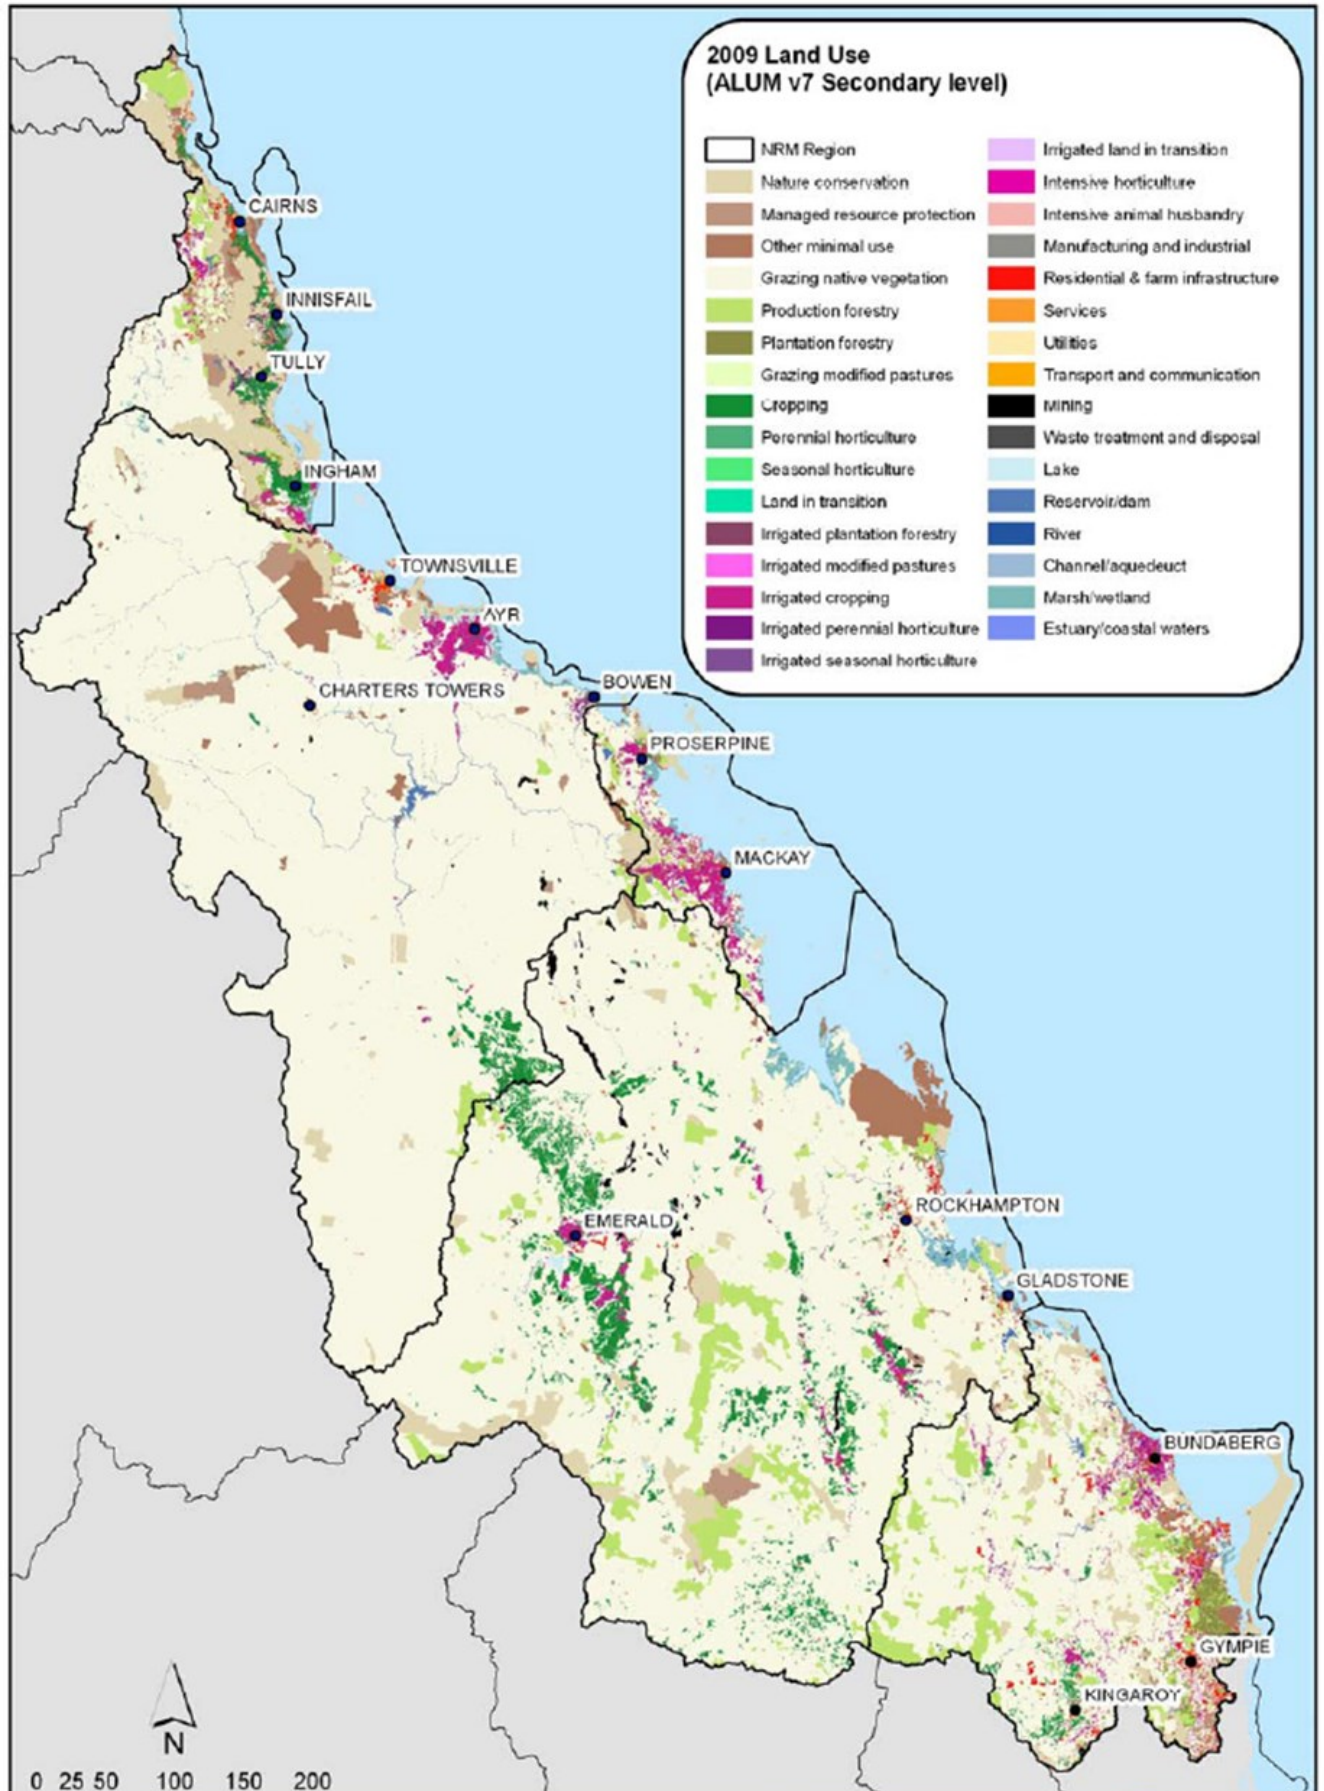 2009 Land Use
(ALUM v7 Secondary level)
NRM Region
Nature conservation
Managed resource protection
Other minimal use
Grazing native vegetation
Production forestry
Plantation forestry
Grazing modified pastures
Cropping
Perennial horticulture
Seasonal horticulture
Land in transition
Irrigated plantation forestry
Irrigated modified pastures
Irrigated cropping
Irrigated perennial horticulture
Irrigated seasonal horticulture
Irrigated land in transition
Intensive horticulture
Intensive animal husbandry
Manufacturing and industrial
Residential & farm infrastructure
Services
Utilities
Transport and communication
Mining
Waste treatment and disposal
Lake
Reservoir/dam
River
Channel/aquedeuct
Marsh/wetland
Estuary/coastal waters
CAIRNS
INNISFAIL
TULLY
INGHAM
TOWNSVILLE
AYR
BOWEN
CHARTERS TOWERS
PROSERPINE
MACKAY
ROCKHAMPTON
EMERALD
GLADSTONE
BUNDABERG
GYMPIE
KINGAROY
N
0 25 50 100 150 200